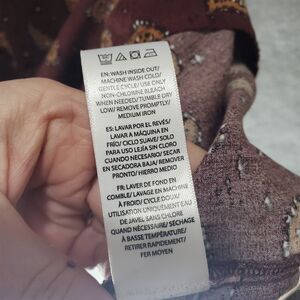 EN: WASH INSIDE OUT/
MACHINE WASH COLD/
GENTLE CYCLE/ USE ONLY
NON-CHLORINE BLEACH
WHEN NEEDED/ TUMBLE DRY
LOW/ REMOVE PROMPTLY/
MEDIUM IRON
ES: LAVAR POR EL REVÉS/
LAVAR A MÁQUINA EN
FRÍO/ CICLO SUAVE/ SOLO
PARA USO LEJÍA SIN CLORO
CUANDO NECESARIO/ SECAR
EN SECADORA BAJA/ REMOVER
PRONTO/ HIERRO MEDIO
FR: LAVER DE FOND EN
COMBLE/ LAVAGE EN MACHINE
À FROID/ CYCLE DOUX/
UTILISATION UNIQUEMENT EAU
DE JAVEL SANS CHLORE
QUAND NÉCESSAIRE/ SÉCHAGE
À BASSE TEMPÉRATURE/
RETIRER RAPIDEMENT/
FER MOYEN